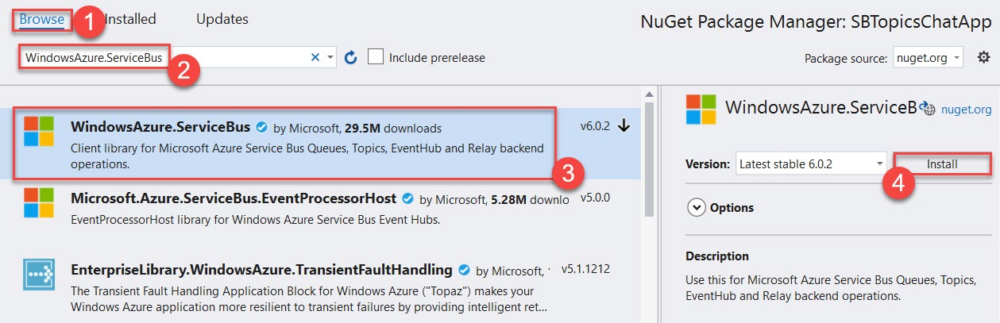 Browse 1 Installed Updates NuGet Package Manager: SBTopicsChatApp
WindowsAzure.ServiceBus 2 Include prerelease Package source: nuget.org
WindowsAzure.ServiceBus by Microsoft, 29.5M downloads v6.0.2
Client library for Microsoft Azure Service Bus Queues, Topics, EventHub and Relay backend
operations.
3
Microsoft.Azure.ServiceBus.EventProcessorHost by Microsoft, 5.28M downlo v5.0.0
EventProcessorHost library for Windows Azure Service Bus Event Hubs.
EnterpriseLibrary.WindowsAzure.TransientFaultHandling by Microsoft, v5.1.1212
The Transient Fault Handling Application Block for Windows Azure ("Topaz") makes your
Windows Azure application more resilient to transient failures by providing intelligent ret...
WindowsAzure.ServiceB nuget.org
Version: Latest stable 6.0.2 Install
4
Options
Description
Use this for Microsoft Azure Service Bus Queues, Topics,
EventHub and Relay backend operations.